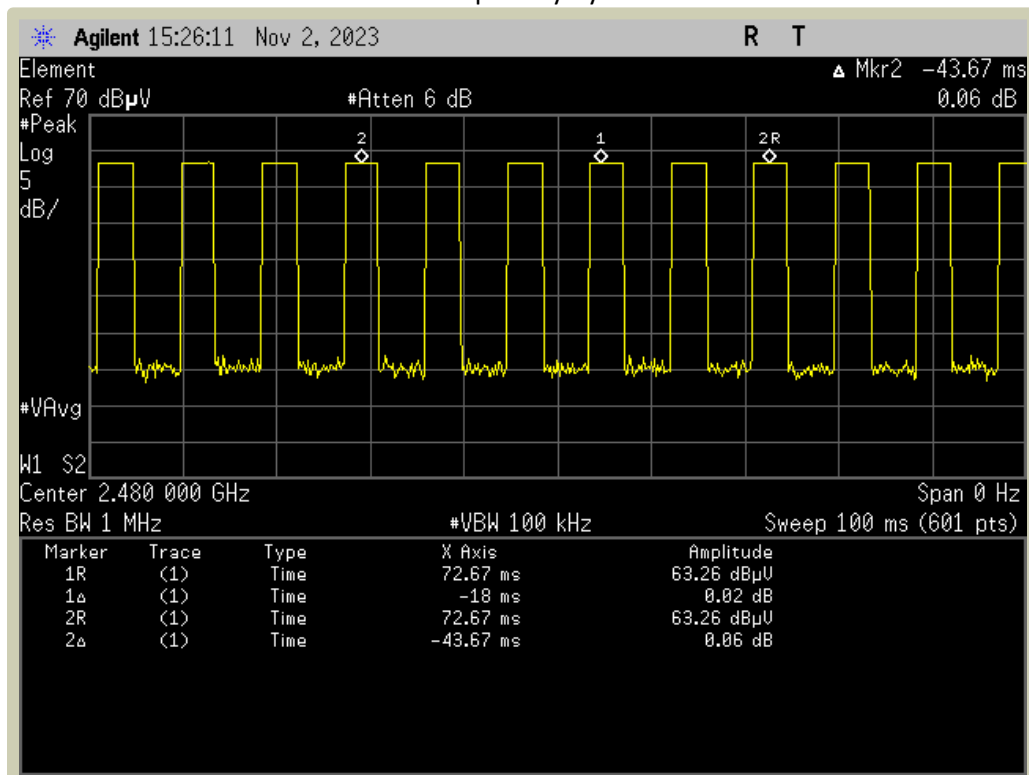 Agilent 15:26:11 Nov 2, 2023 R T
Element Δ Mkr2 -43.67 ms
Ref 70 dBµV #Atten 6 dB 0.06 dB
#Peak
Log
5
dB/
2 1 2R
#VAvg
W1 S2
Center 2.480 000 GHz Span 0 Hz
Res BW 1 MHz #VBW 100 kHz Sweep 100 ms (601 pts)
Marker Trace Type X Axis Amplitude
1R (1) Time 72.67 ms 63.26 dBµV
1Δ (1) Time -18 ms 0.02 dB
2R (1) Time 72.67 ms 63.26 dBµV
2Δ (1) Time -43.67 ms 0.06 dB